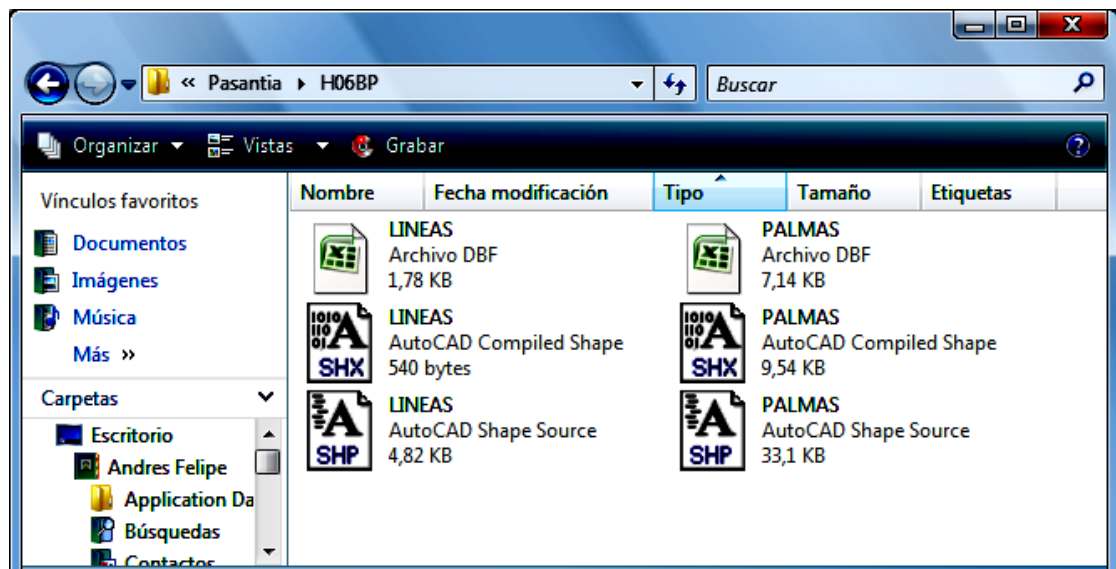 « Pasantia ▸ H06BP
Buscar
Organizar Vistas Grabar
Vínculos favoritos
Documentos
Imágenes
Música
Más »
Carpetas
Escritorio
Andres Felipe
Application Da
Búsquedas
Contactos
Nombre Fecha modificación Tipo Tamaño Etiquetas
LINEAS
Archivo DBF
1,78 KB
PALMAS
Archivo DBF
7,14 KB
LINEAS
AutoCAD Compiled Shape
540 bytes
PALMAS
AutoCAD Compiled Shape
9,54 KB
LINEAS
AutoCAD Shape Source
4,82 KB
PALMAS
AutoCAD Shape Source
33,1 KB
SHX
SHX
SHP
SHP